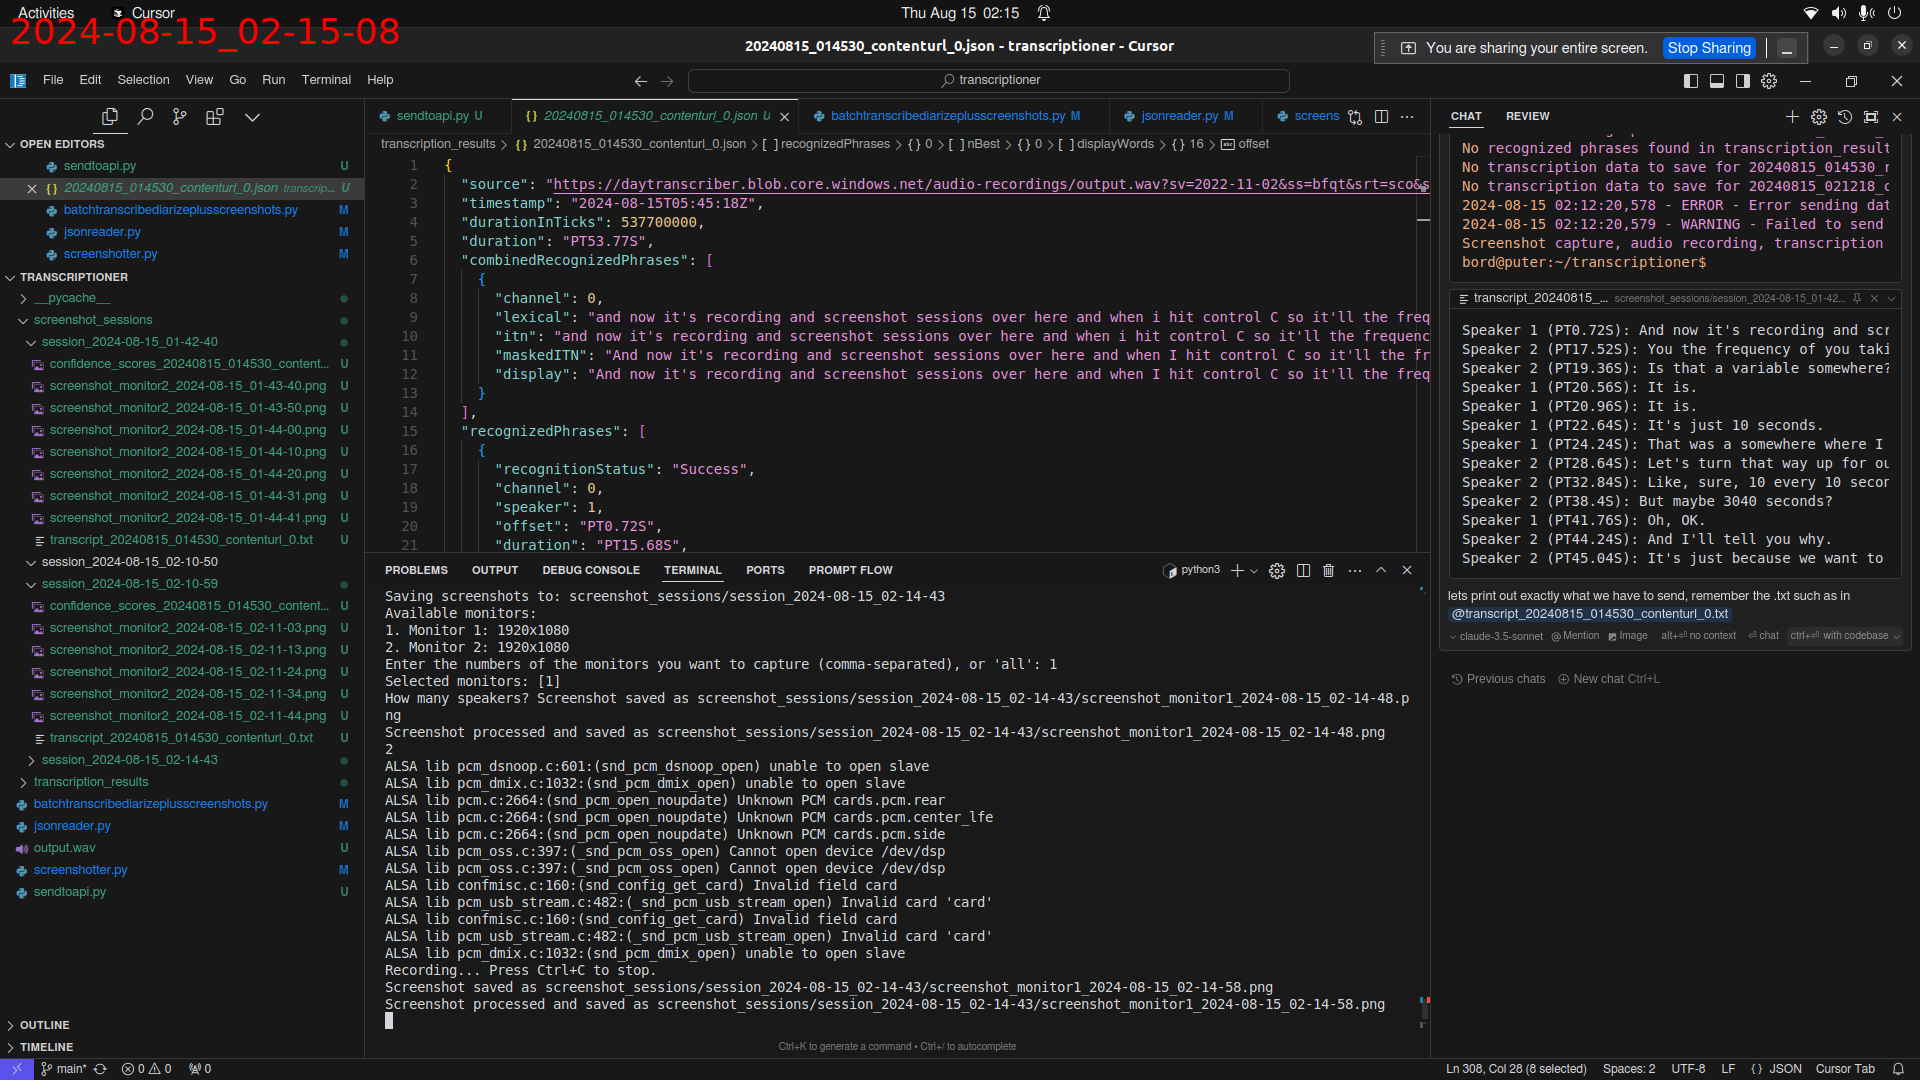 Activities
Cursor
Thu Aug 15 02:15
2024-08-15_02-15-08
20240815_014530_contenturl_0.json - transcriptioner - Cursor
You are sharing your entire screen.
Stop Sharing
File Edit Selection View Go Run Terminal Help
transcriptioner
OPEN EDITORS
sendtoapi.py U
20240815_014530_contenturl_0.json transcrip... U
batchtranscribediarizeplusscreenshots.py M
jsonreader.py M
screenshotter.py M
TRANSCRIPTIONER
__pycache__
screenshot_sessions
session_2024-08-15_01-42-40
confidence_scores_20240815_014530_content... U
screenshot_monitor2_2024-08-15_01-43-40.png U
screenshot_monitor2_2024-08-15_01-43-50.png U
screenshot_monitor2_2024-08-15_01-44-00.png U
screenshot_monitor2_2024-08-15_01-44-10.png U
screenshot_monitor2_2024-08-15_01-44-20.png U
screenshot_monitor2_2024-08-15_01-44-31.png U
screenshot_monitor2_2024-08-15_01-44-41.png U
transcript_20240815_014530_contenturl_0.txt U
session_2024-08-15_02-10-50
session_2024-08-15_02-10-59
confidence_scores_20240815_014530_content... U
screenshot_monitor2_2024-08-15_02-11-03.png U
screenshot_monitor2_2024-08-15_02-11-13.png U
screenshot_monitor2_2024-08-15_02-11-24.png U
screenshot_monitor2_2024-08-15_02-11-34.png U
screenshot_monitor2_2024-08-15_02-11-44.png U
transcript_20240815_014530_contenturl_0.txt U
session_2024-08-15_02-14-43
transcription_results
batchtranscribediarizeplusscreenshots.py M
jsonreader.py M
output.wav U
screenshotter.py M
sendtoapi.py U
OUTLINE
TIMELINE
sendtoapi.py U
20240815_014530_contenturl_0.json U
batchtranscribediarizeplusscreenshots.py M
jsonreader.py M
screens
transcription_results > {} 20240815_014530_contenturl_0.json > [ ] recognizedPhrases > {} 0 > [ ] nBest > {} 0 > [ ] displayWords > {} 16 > offset
1 {
2 "source": "https://daytranscriber.blob.core.windows.net/audio-recordings/output.wav?sv=2022-11-02&ss=bfqt&srt=sco&s
3 "timestamp": "2024-08-15T05:45:18Z",
4 "durationInTicks": 537700000,
5 "duration": "PT53.77S",
6 "combinedRecognizedPhrases": [
7 {
8 "channel": 0,
9 "lexical": "and now it's recording and screenshot sessions over here and when i hit control C so it'll the freq
10 "itn": "and now it's recording and screenshot sessions over here and when i hit control C so it'll the frequenc
11 "maskedITN": "And now it's recording and screenshot sessions over here and when I hit control C so it'll the fr
12 "display": "And now it's recording and screenshot sessions over here and when I hit control C so it'll the freq
13 }
14 ],
15 "recognizedPhrases": [
16 {
17 "recognitionStatus": "Success",
18 "channel": 0,
19 "speaker": 1,
20 "offset": "PT0.72S",
21 "duration": "PT15.68S",
PROBLEMS OUTPUT DEBUG CONSOLE TERMINAL PORTS PROMPT FLOW
python3
Saving screenshots to: screenshot_sessions/session_2024-08-15_02-14-43
Available monitors:
1. Monitor 1: 1920x1080
2. Monitor 2: 1920x1080
Enter the numbers of the monitors you want to capture (comma-separated), or 'all': 1
Selected monitors: [1]
How many speakers? Screenshot saved as screenshot_sessions/session_2024-08-15_02-14-43/screenshot_monitor1_2024-08-15_02-14-48.p
ng
Screenshot processed and saved as screenshot_sessions/session_2024-08-15_02-14-43/screenshot_monitor1_2024-08-15_02-14-48.png
2
ALSA lib pcm_dsnoop.c:601:(snd_pcm_dsnoop_open) unable to open slave
ALSA lib pcm_dmix.c:1032:(snd_pcm_dmix_open) unable to open slave
ALSA lib pcm.c:2664:(snd_pcm_open_noupdate) Unknown PCM cards.pcm.rear
ALSA lib pcm.c:2664:(snd_pcm_open_noupdate) Unknown PCM cards.pcm.center_lfe
ALSA lib pcm.c:2664:(snd_pcm_open_noupdate) Unknown PCM cards.pcm.side
ALSA lib pcm_oss.c:397:(_snd_pcm_oss_open) Cannot open device /dev/dsp
ALSA lib pcm_oss.c:397:(_snd_pcm_oss_open) Cannot open device /dev/dsp
ALSA lib confmisc.c:160:(snd_config_get_card) Invalid field card
ALSA lib pcm_usb_stream.c:482:(_snd_pcm_usb_stream_open) Invalid card 'card'
ALSA lib confmisc.c:160:(snd_config_get_card) Invalid field card
ALSA lib pcm_usb_stream.c:482:(_snd_pcm_usb_stream_open) Invalid card 'card'
ALSA lib pcm_dmix.c:1032:(snd_pcm_dmix_open) unable to open slave
Recording... Press Ctrl+C to stop.
Screenshot saved as screenshot_sessions/session_2024-08-15_02-14-43/screenshot_monitor1_2024-08-15_02-14-58.png
Screenshot processed and saved as screenshot_sessions/session_2024-08-15_02-14-43/screenshot_monitor1_2024-08-15_02-14-58.png
Ctrl+K to generate a command • Ctrl+/ to autocomplete
CHAT REVIEW
No recognized phrases found in transcription_result
No transcription data to save for 20240815_014530_r
No transcription data to save for 20240815_021218_c
2024-08-15 02:12:20,578 - ERROR - Error sending dat
2024-08-15 02:12:20,579 - WARNING - Failed to send
Screenshot capture, audio recording, transcription
bord@puter:~/transcriptioner$
transcript_20240815_... screenshot_sessions/session_2024-08-15_01-42...
Speaker 1 (PT0.72S): And now it's recording and scr
Speaker 2 (PT17.52S): You the frequency of you taki
Speaker 2 (PT19.36S): Is that a variable somewhere?
Speaker 1 (PT20.56S): It is.
Speaker 1 (PT20.96S): It is.
Speaker 1 (PT22.64S): It's just 10 seconds.
Speaker 1 (PT24.24S): That was a somewhere where I
Speaker 2 (PT28.64S): Let's turn that way up for ou
Speaker 2 (PT32.84S): Like, sure, 10 every 10 secon
Speaker 2 (PT38.4S): But maybe 3040 seconds?
Speaker 1 (PT41.76S): Oh, OK.
Speaker 2 (PT44.24S): And I'll tell you why.
Speaker 2 (PT45.04S): It's just because we want to
lets print out exactly what we have to send, remember the .txt such as in
@transcript_20240815_014530_contenturl_0.txt
claude-3.5-sonnet @ Mention Image alt+⏎ no context ⏎ chat ctrl+⏎ with codebase
Previous chats New chat Ctrl+L
main* 0 0 0
Ln 308, Col 28 (8 selected) Spaces: 2 UTF-8 LF {} JSON Cursor Tab